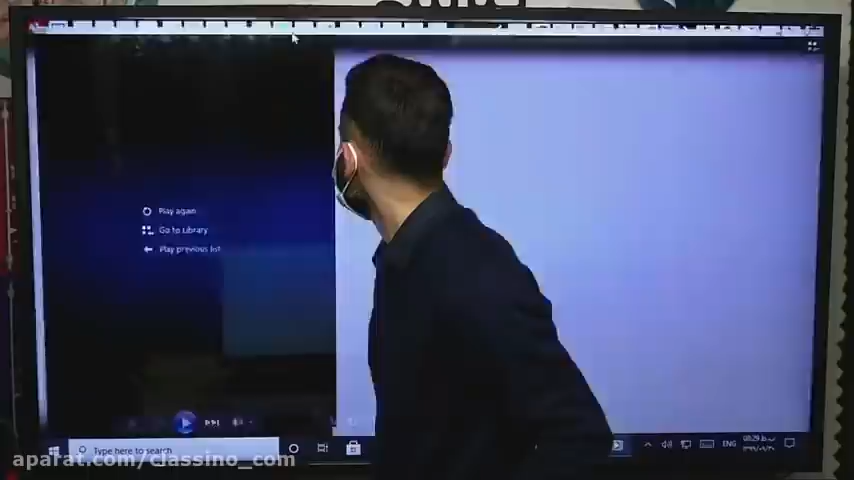 Play again
Go to Library
Play previous list
Type here to search
ENG
aparat.com/classino_com